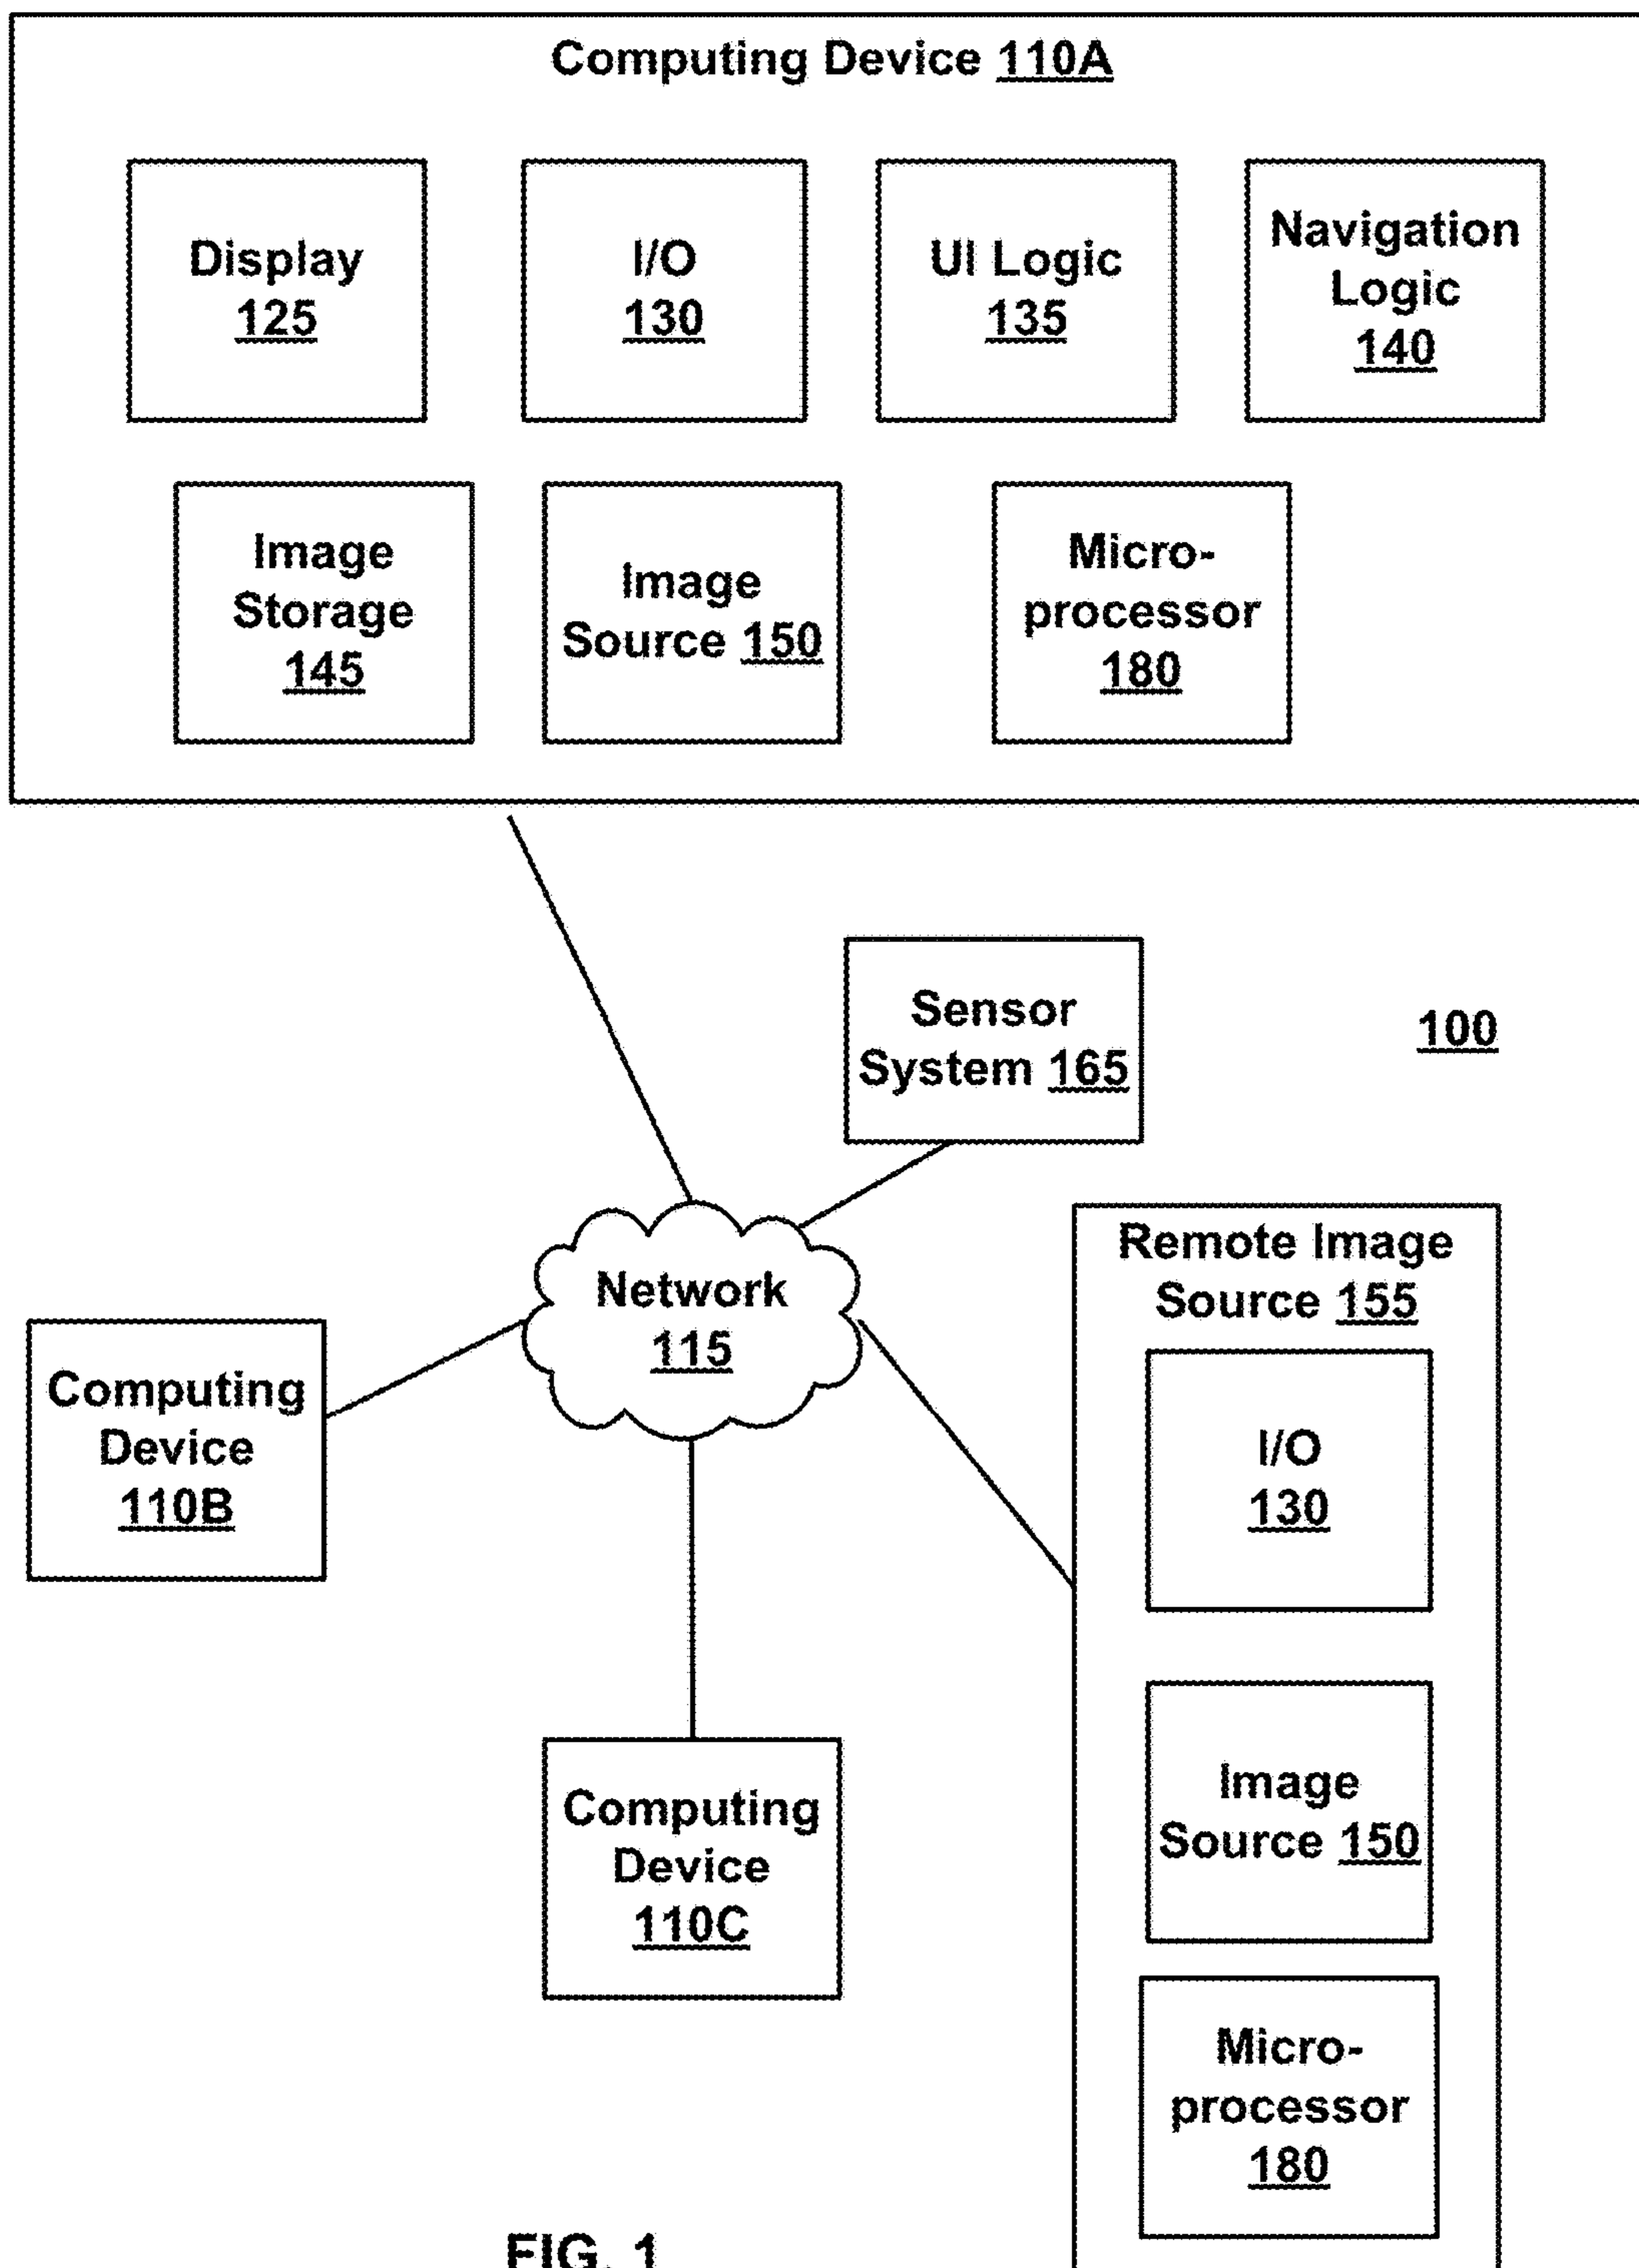 Computing Device 110A
Display
125
I/O
130
UI Logic
135
Navigation
Logic
140
Image
Storage
145
Image
Source 150
Micro-
processor
180
Sensor
System 165
100
Network
115
Remote Image
Source 155
I/O
130
Image
Source 150
Micro-
processor
180
Computing
Device
110B
Computing
Device
110C
FIG. 1